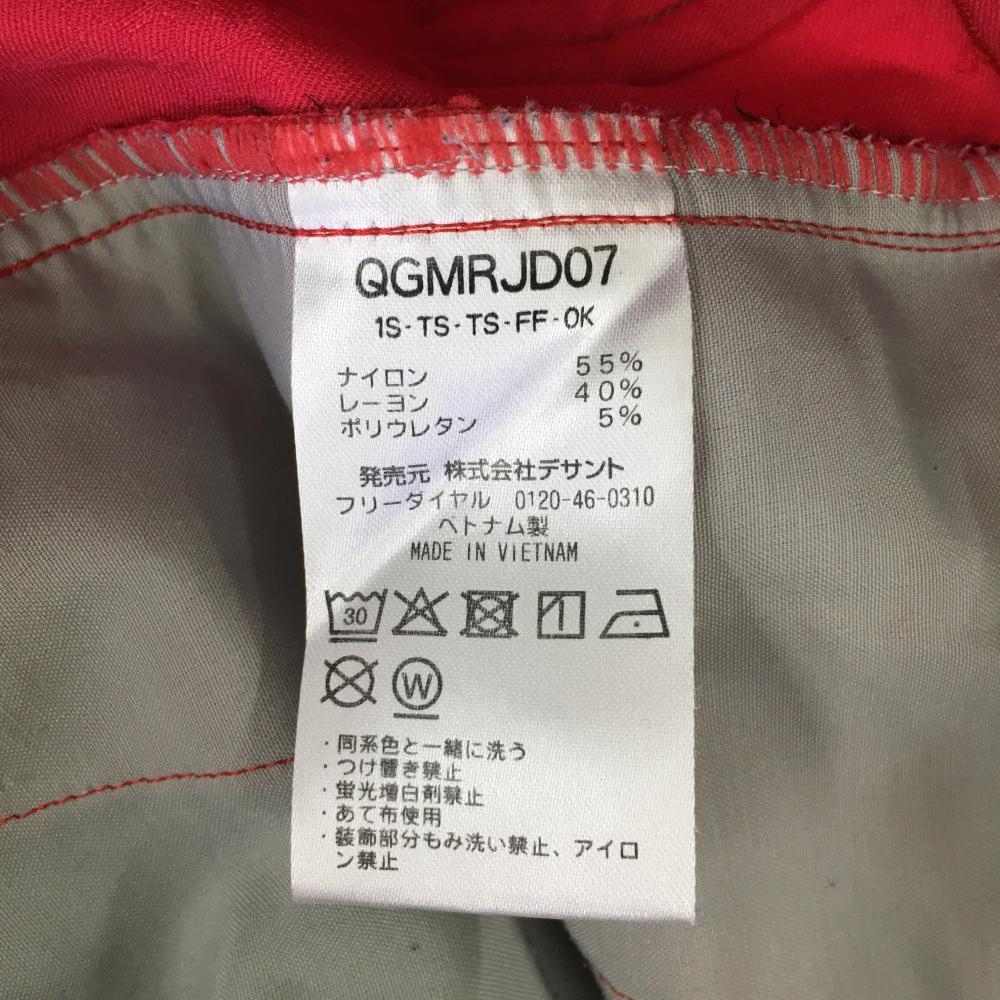 QGMRJD07
1S-TS-TS-FF-OK
ナイロン 55%
レーヨン 40%
ポリウレタン 5%
発売元 株式会社デサント
フリーダイヤル 0120-46-0310
ベトナム製
MADE IN VIETNAM
30
W
・同系色と一緒に洗う
・つけ置き禁止
・蛍光増白剤禁止
・あて布使用
・装飾部分もみ洗い禁止、アイロ
ン禁止